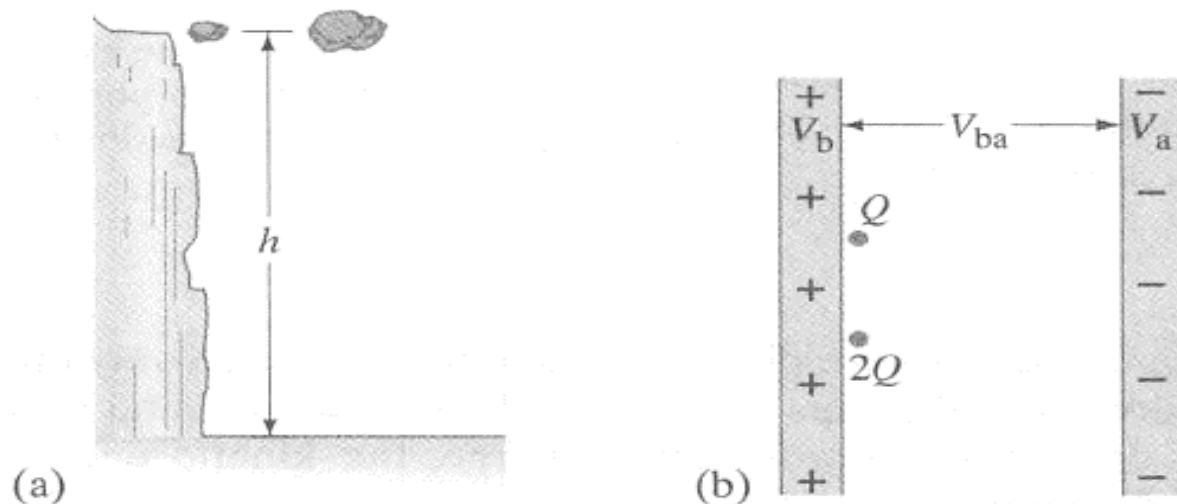 h
(a)
+ −
V_b V_ba V_a
+ −
Q
+ −
2Q
+ −
+ −
(b)